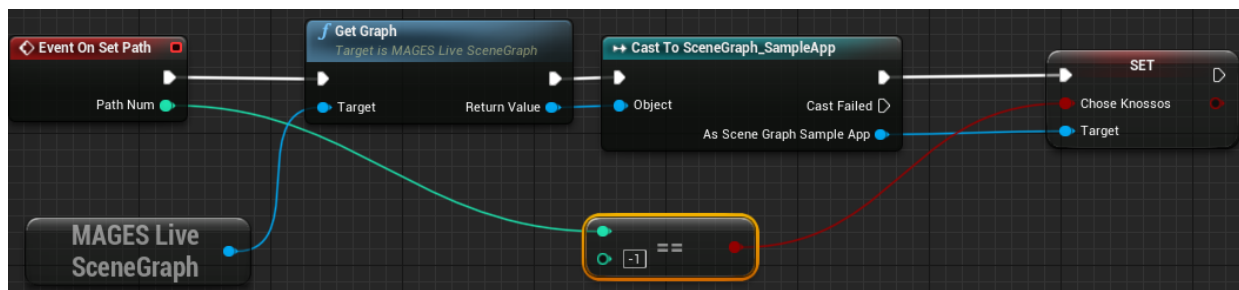 Event On Set Path
Path Num
f Get Graph
Target is MAGES Live SceneGraph
Target
Return Value
Cast To SceneGraph_SampleApp
Object
Cast Failed
As Scene Graph Sample App
SET
Chose Knossos
Target
MAGES Live
SceneGraph
-1
==